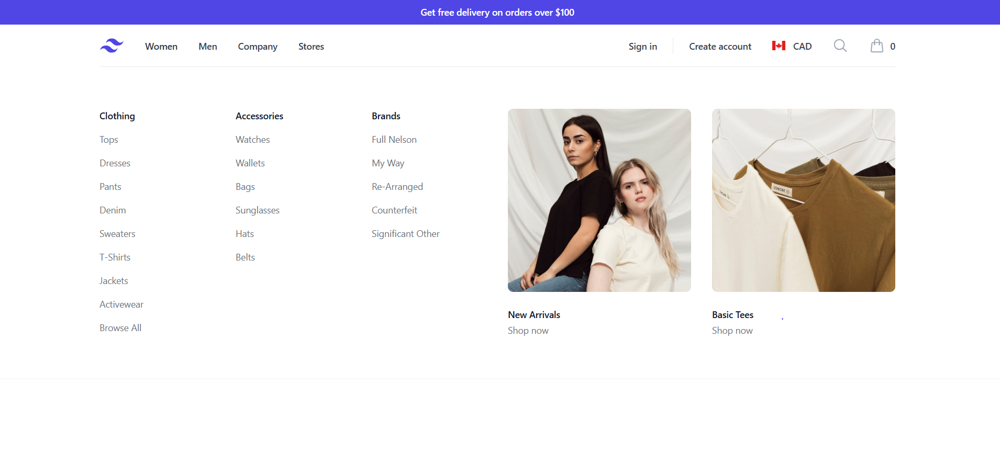 Get free delivery on orders over $100
Women Men Company Stores Sign in Create account CAD 0
Clothing
Tops
Dresses
Pants
Denim
Sweaters
T-Shirts
Jackets
Activewear
Browse All
Accessories
Watches
Wallets
Bags
Sunglasses
Hats
Belts
Brands
Full Nelson
My Way
Re-Arranged
Counterfeit
Significant Other
New Arrivals
Shop now
UGMONK
Basic Tees
Shop now